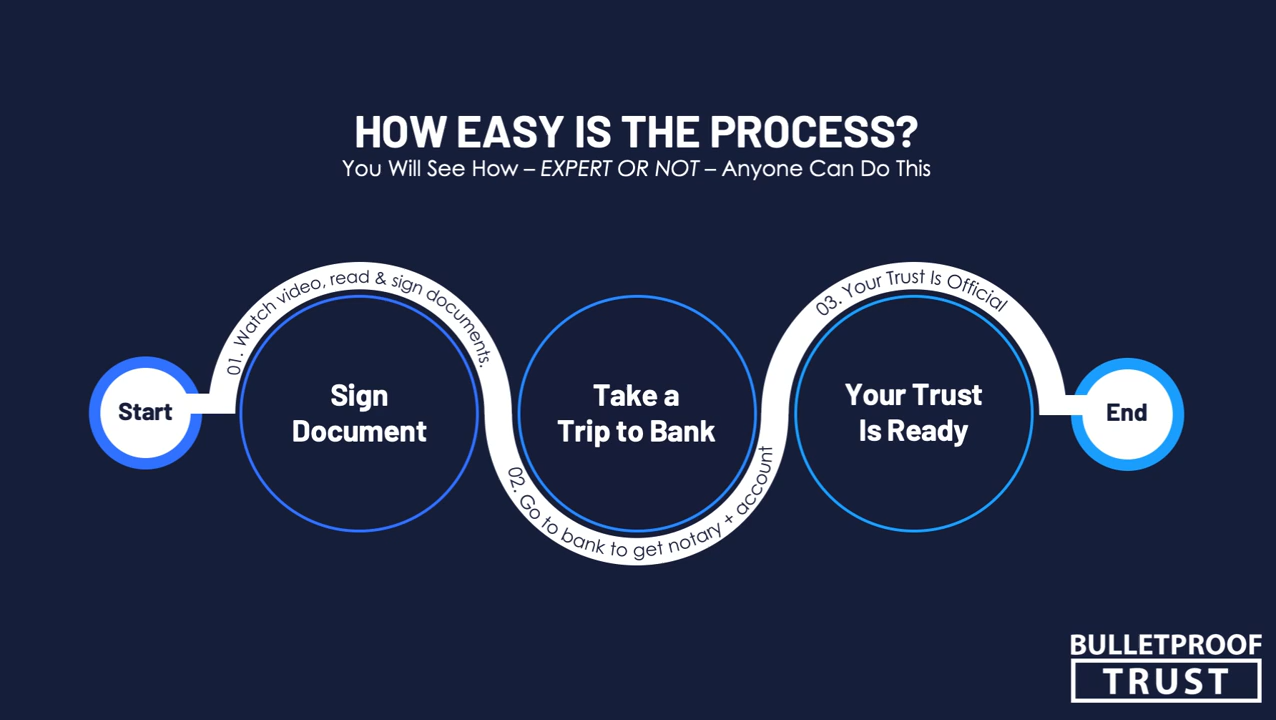 HOW EASY IS THE PROCESS?
You Will See How – EXPERT OR NOT – Anyone Can Do This
Start
01. Watch video, read & sign documents.
Sign
Document
02. Go to bank to get notary + account
Take a
Trip to Bank
03. Your Trust Is Official
Your Trust
Is Ready
End
BULLETPROOF
TRUST